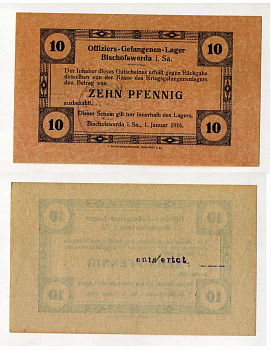 10 Offiziers-Gefangenen-Lager 10
Bischofswerda i. Sa.
Der Inhaber dieses Gutscheines erhält gegen Rückgabe
desselben von der Kasse des Kriegsgefangenenlagers
den Betrag von
ZEHN PFENNIG
ausbezahlt.
Dieser Schein gilt nur innerhalb des Lagers.
10 Bischofswerda i. Sa., 1. Januar 1916. 10
entwertet